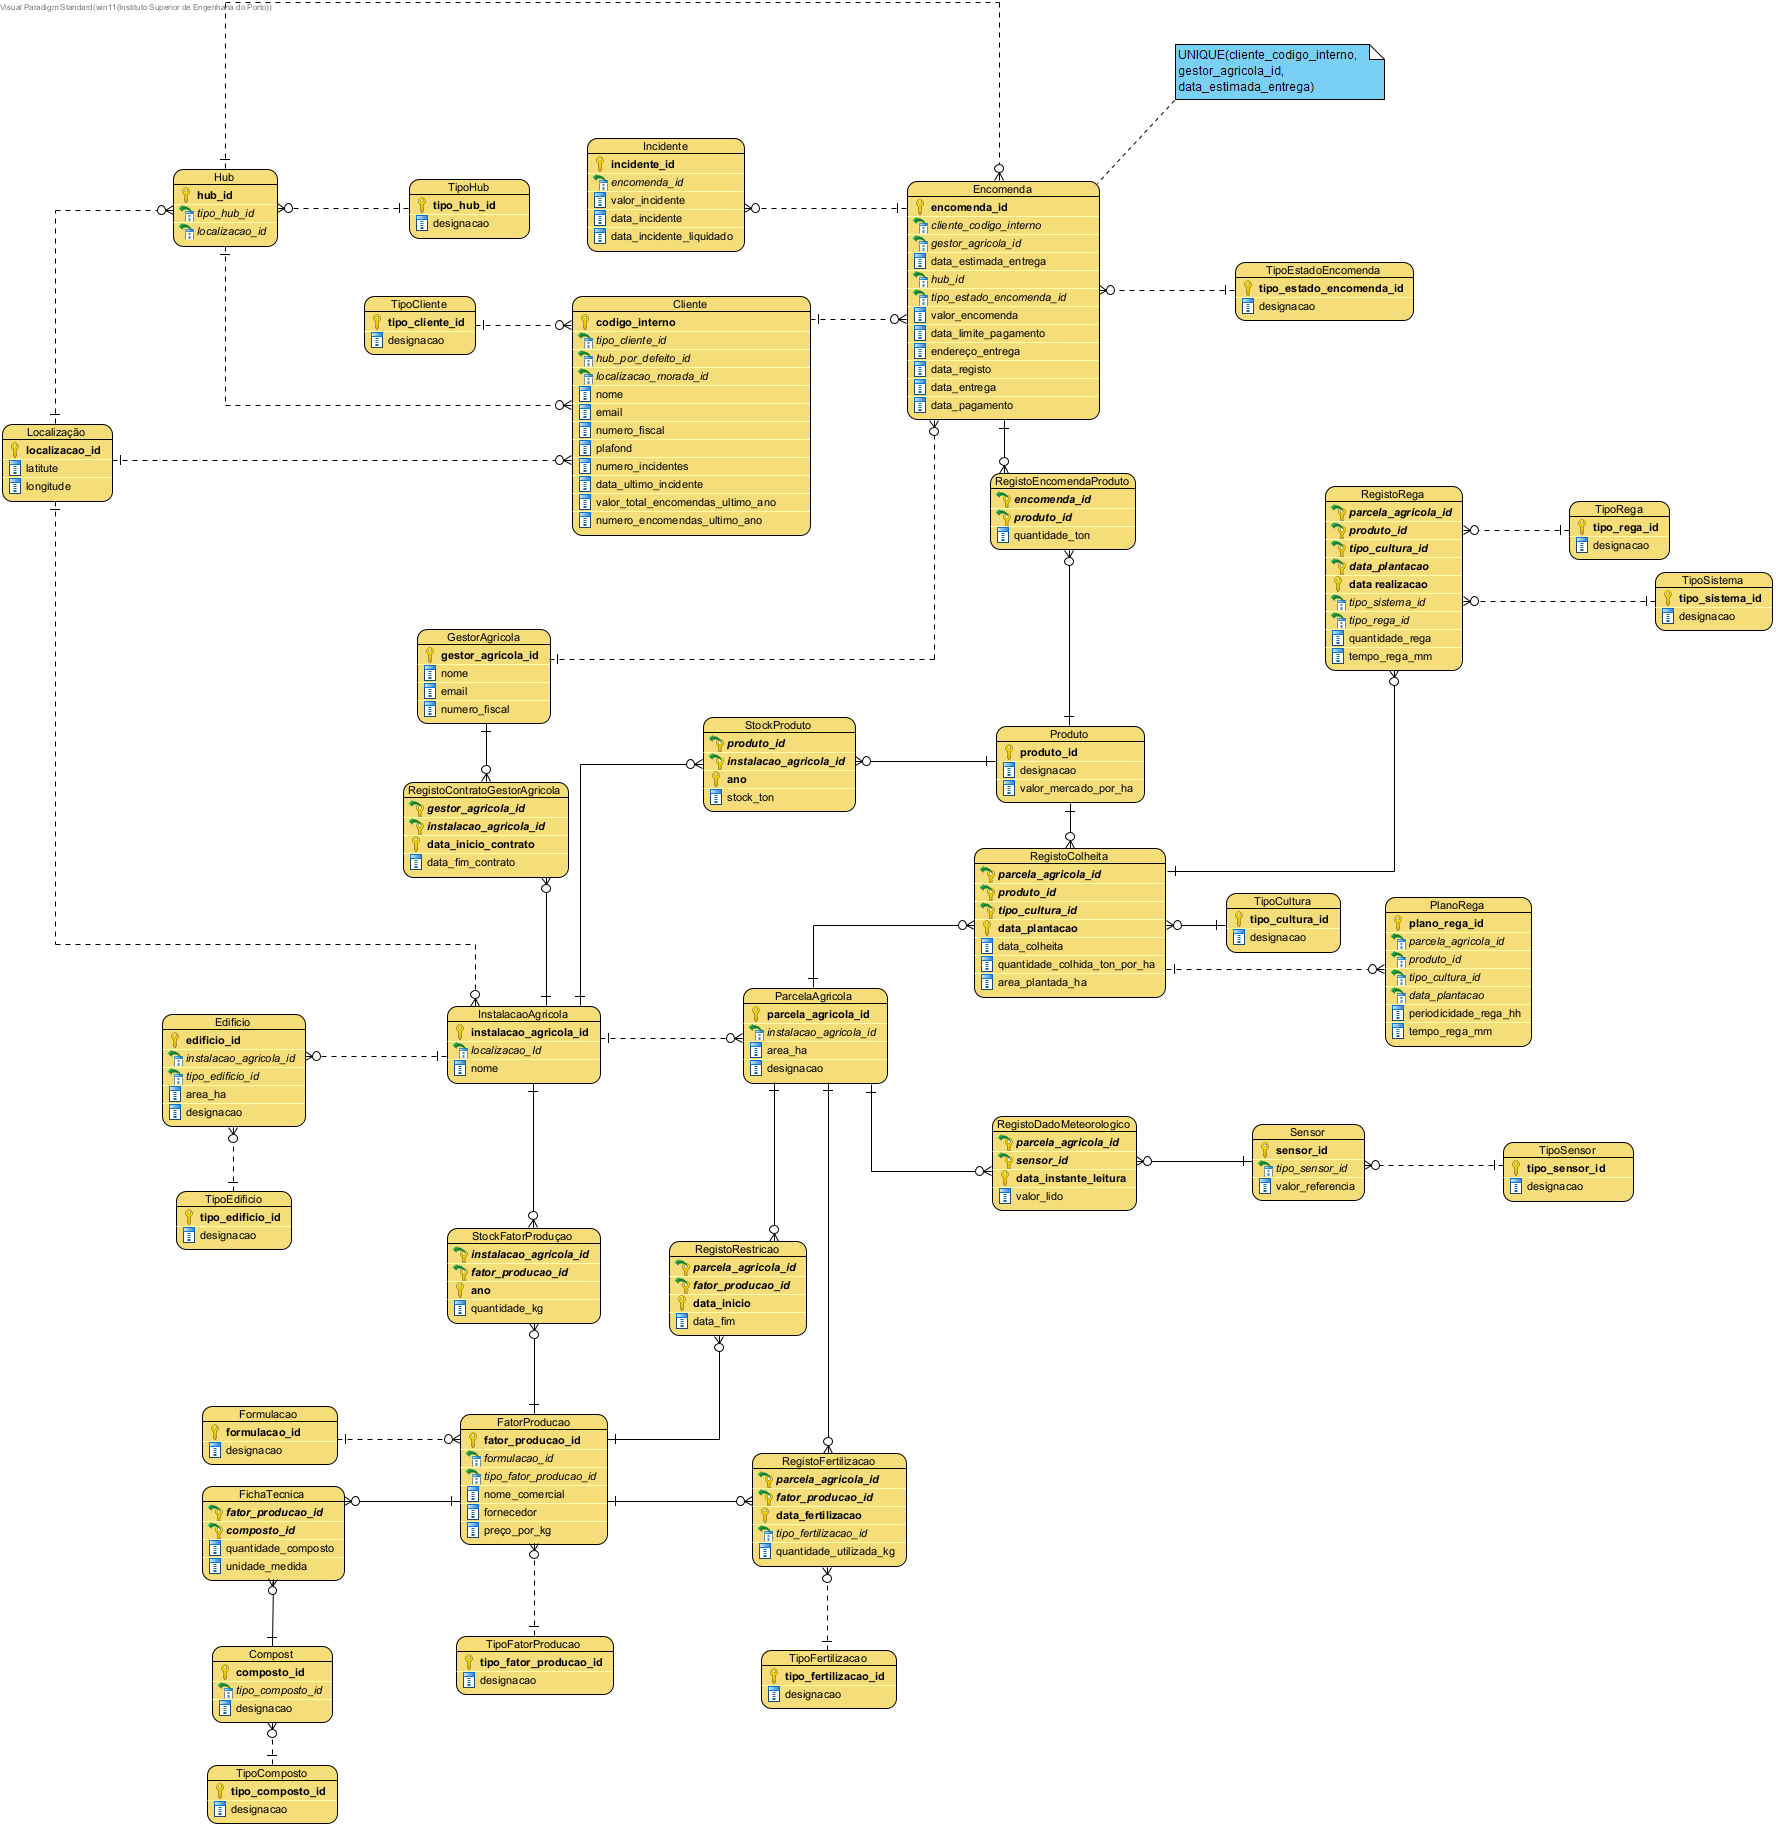 Visual Paradigm Standard(win11(Instituto Superior de Engenharia do Porto))
UNIQUE(cliente_codigo_interno,
gestor_agricola_id,
data_estimada_entrega)
Incidente
incidente_id
encomenda_id
valor_incidente
data_incidente
data_incidente_liquidado
Hub
hub_id
tipo_hub_id
localizacao_id
TipoHub
tipo_hub_id
designacao
Encomenda
encomenda_id
cliente_codigo_interno
gestor_agricola_id
data_estimada_entrega
hub_id
tipo_estado_encomenda_id
valor_encomenda
data_limite_pagamento
endereço_entrega
data_registo
data_entrega
data_pagamento
TipoEstadoEncomenda
tipo_estado_encomenda_id
designacao
TipoCliente
tipo_cliente_id
designacao
Cliente
codigo_interno
tipo_cliente_id
hub_por_defeito_id
localizacao_morada_id
nome
email
numero_fiscal
plafond
numero_incidentes
data_ultimo_incidente
valor_total_encomendas_ultimo_ano
numero_encomendas_ultimo_ano
Localização
localizacao_id
latitute
longitude
RegistoEncomendaProduto
encomenda_id
produto_id
quantidade_ton
RegistoRega
parcela_agricola_id
produto_id
tipo_cultura_id
data_plantacao
data realizacao
tipo_sistema_id
tipo_rega_id
quantidade_rega
tempo_rega_mm
TipoRega
tipo_rega_id
designacao
TipoSistema
tipo_sistema_id
designacao
GestorAgricola
gestor_agricola_id
nome
email
numero_fiscal
StockProduto
produto_id
instalacao_agricola_id
ano
stock_ton
Produto
produto_id
designacao
valor_mercado_por_ha
RegistoContratoGestorAgricola
gestor_agricola_id
instalacao_agricola_id
data_inicio_contrato
data_fim_contrato
RegistoColheita
parcela_agricola_id
produto_id
tipo_cultura_id
data_plantacao
data_colheita
quantidade_colhida_ton_por_ha
area_plantada_ha
TipoCultura
tipo_cultura_id
designacao
PlanoRega
plano_rega_id
parcela_agricola_id
produto_id
tipo_cultura_id
data_plantacao
periodicidade_rega_hh
tempo_rega_mm
Edificio
edificio_id
instalacao_agricola_id
tipo_edificio_id
area_ha
designacao
InstalacaoAgricola
instalacao_agricola_id
localizacao_Id
nome
ParcelaAgricola
parcela_agricola_id
instalacao_agricola_id
area_ha
designacao
RegistoDadoMeteorologico
parcela_agricola_id
sensor_id
data_instante_leitura
valor_lido
Sensor
sensor_id
tipo_sensor_id
valor_referencia
TipoSensor
tipo_sensor_id
designacao
TipoEdificio
tipo_edificio_id
designacao
StockFatorProduçao
instalacao_agricola_id
fator_producao_id
ano
quantidade_kg
RegistoRestricao
parcela_agricola_id
fator_producao_id
data_inicio
data_fim
Formulacao
formulacao_id
designacao
FatorProducao
fator_producao_id
formulacao_id
tipo_fator_producao_id
nome_comercial
fornecedor
preço_por_kg
FichaTecnica
fator_producao_id
composto_id
quantidade_composto
unidade_medida
RegistoFertilizacao
parcela_agricola_id
fator_producao_id
data_fertilizacao
tipo_fertilizacao_id
quantidade_utilizada_kg
Compost
composto_id
tipo_composto_id
designacao
TipoFatorProducao
tipo_fator_producao_id
designacao
TipoFertilizacao
tipo_fertilizacao_id
designacao
TipoComposto
tipo_composto_id
designacao